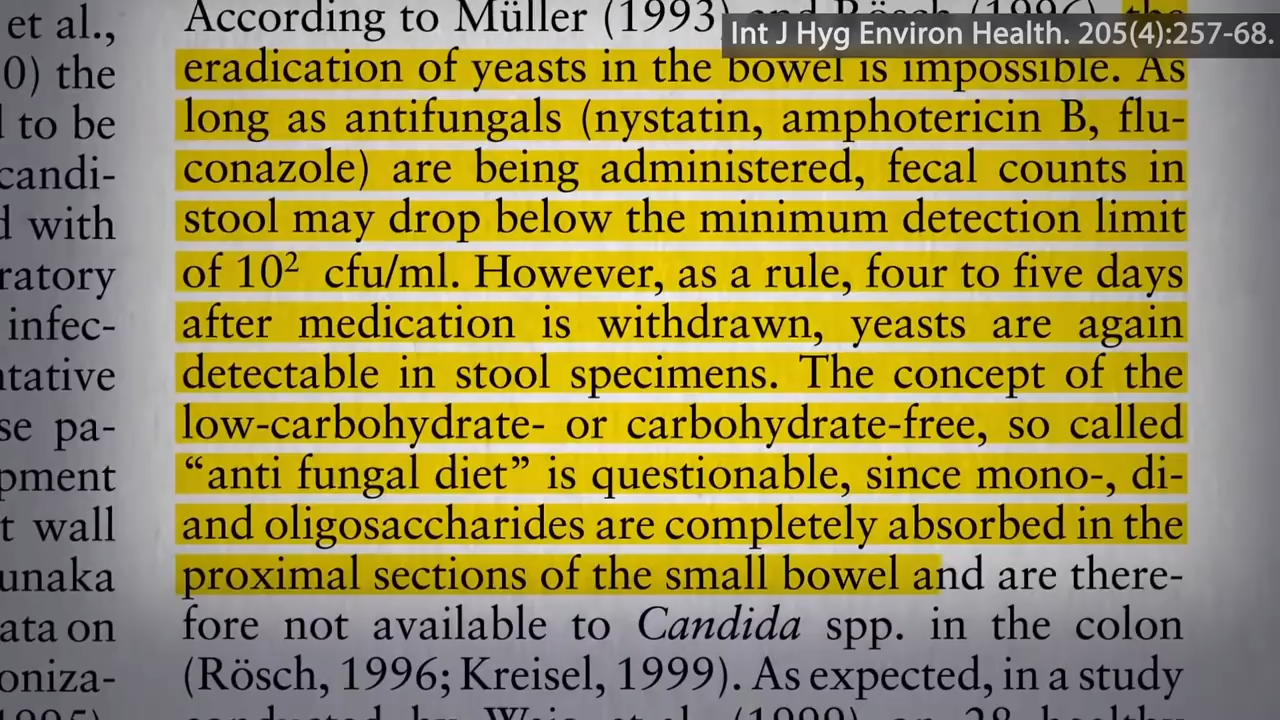 Int J Hyg Environ Health. 205(4):257-68.
et al.,
0) the
to be
candi-
with
ratory
infec-
ntative
se pa-
pment
t wall
unaka
ata on
oniza-
According to Müller (1993) and Rösch (1996), the
eradication of yeasts in the bowel is impossible. As
long as antifungals (nystatin, amphotericin B, flu-
conazole) are being administered, fecal counts in
stool may drop below the minimum detection limit
of 10² cfu/ml. However, as a rule, four to five days
after medication is withdrawn, yeasts are again
detectable in stool specimens. The concept of the
low-carbohydrate- or carbohydrate-free, so called
“anti fungal diet” is questionable, since mono-, di-
and oligosaccharides are completely absorbed in the
proximal sections of the small bowel and are there-
fore not available to Candida spp. in the colon
(Rösch, 1996; Kreisel, 1999). As expected, in a study